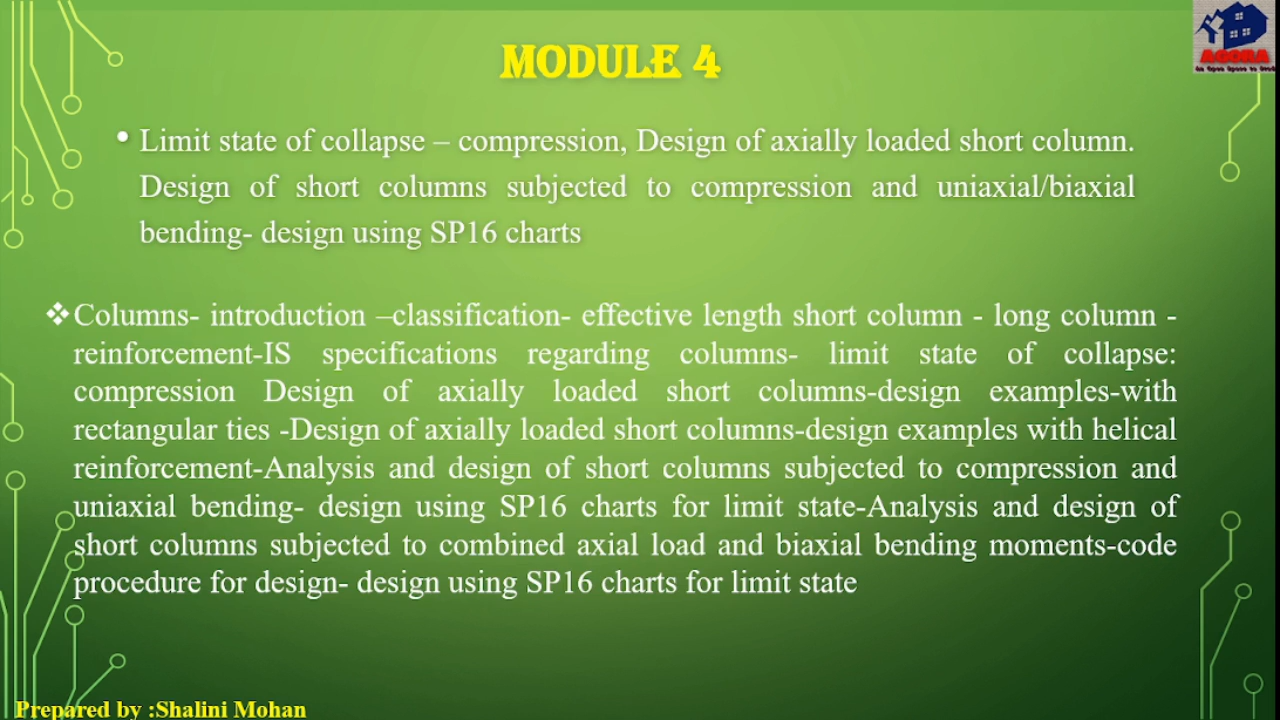 MODULE 4
AGORA
• Limit state of collapse – compression, Design of axially loaded short column.
Design of short columns subjected to compression and uniaxial/biaxial
bending- design using SP16 charts
❖Columns- introduction –classification- effective length short column - long column -
reinforcement-IS specifications regarding columns- limit state of collapse:
compression Design of axially loaded short columns-design examples-with
rectangular ties -Design of axially loaded short columns-design examples with helical
reinforcement-Analysis and design of short columns subjected to compression and
uniaxial bending- design using SP16 charts for limit state-Analysis and design of
short columns subjected to combined axial load and biaxial bending moments-code
procedure for design- design using SP16 charts for limit state
Prepared by :Shalini Mohan